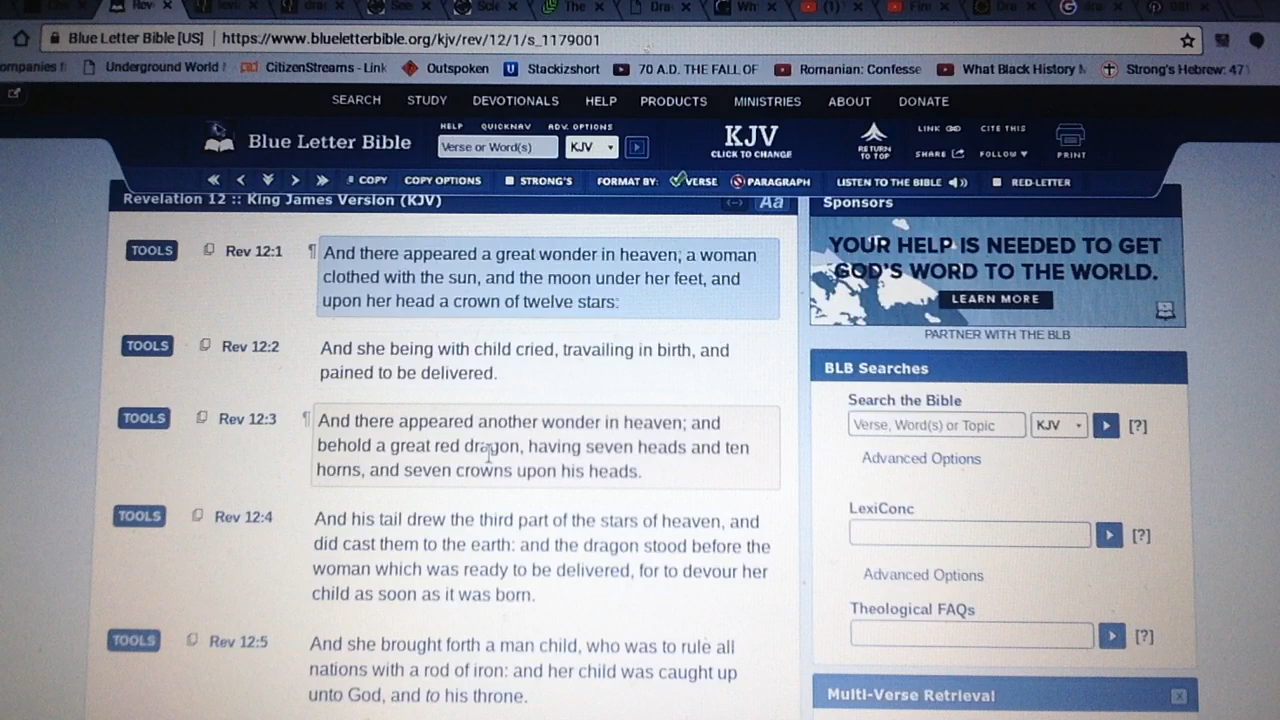 Rev
Blue Letter Bible [US] https://www.blueletterbible.org/kjv/rev/12/1/s_1179001
ompanies Underground World CitizenStreams - Link Outspoken Stackizshort 70 A.D. THE FALL OF Romanian: Confesse What Black History Strong's Hebrew: 47
SEARCH STUDY DEVOTIONALS HELP PRODUCTS MINISTRIES ABOUT DONATE
HELP QUICKNAV ADV. OPTIONS
Blue Letter Bible
Verse or Word(s) KJV
KJV
CLICK TO CHANGE
RETURN TO TOP
LINK CITE THIS
SHARE FOLLOW PRINT
COPY COPY OPTIONS STRONG'S FORMAT BY: VERSE PARAGRAPH LISTEN TO THE BIBLE RED-LETTER
Revelation 12 :: King James Version (KJV) Aa
TOOLS Rev 12:1 ¶ And there appeared a great wonder in heaven; a woman
clothed with the sun, and the moon under her feet, and
upon her head a crown of twelve stars:
TOOLS Rev 12:2 And she being with child cried, travailing in birth, and
pained to be delivered.
TOOLS Rev 12:3 ¶ And there appeared another wonder in heaven; and
behold a great red dragon, having seven heads and ten
horns, and seven crowns upon his heads.
TOOLS Rev 12:4 And his tail drew the third part of the stars of heaven, and
did cast them to the earth: and the dragon stood before the
woman which was ready to be delivered, for to devour her
child as soon as it was born.
TOOLS Rev 12:5 And she brought forth a man child, who was to rule all
nations with a rod of iron: and her child was caught up
unto God, and to his throne.
Sponsors
YOUR HELP IS NEEDED TO GET
GOD'S WORD TO THE WORLD.
LEARN MORE
PARTNER WITH THE BLB
BLB Searches
Search the Bible
Verse, Word(s) or Topic KJV [?]
Advanced Options
LexiConc
[?]
Advanced Options
Theological FAQs
[?]
Multi-Verse Retrieval x